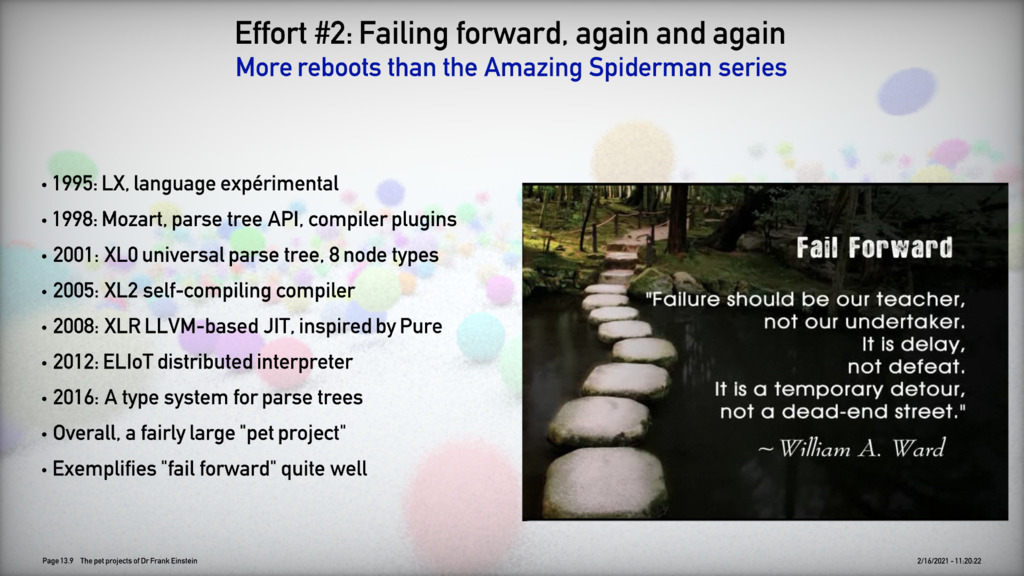 Effort #2: Failing forward, again and again
More reboots than the Amazing Spiderman series
• 1995: LX, language expérimental
• 1998: Mozart, parse tree API, compiler plugins
• 2001: XL0 universal parse tree, 8 node types
• 2005: XL2 self-compiling compiler
• 2008: XLR LLVM-based JIT, inspired by Pure
• 2012: ELIoT distributed interpreter
• 2016: A type system for parse trees
• Overall, a fairly large "pet project"
• Exemplifies "fail forward" quite well
Fail Forward
"Failure should be our teacher,
not our undertaker.
It is delay,
not defeat.
It is a temporary detour,
not a dead-end street."
~ William A. Ward
Page 13.9 The pet projects of Dr Frank Einstein
2/16/2021 - 11:20:22